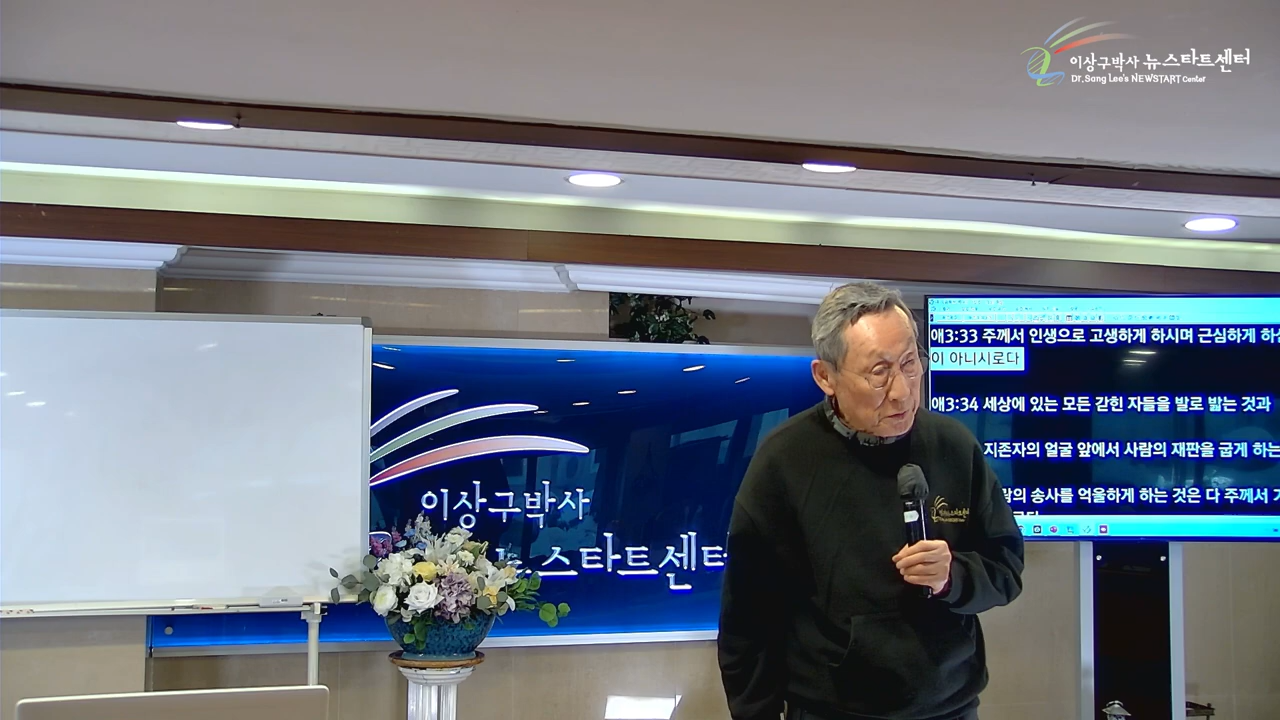 이상구박사 뉴스타트센터
Dr. Sang Lee's NEWSTART Center
애3:33 주께서 인생으로 고생하게 하시며 근심하게 하심
이 아니시로다
애3:34 세상에 있는 모든 갇힌 자들을 발로 밟는 것과
지존자의 얼굴 앞에서 사람의 재판을 굽게 하는
송사를 억울하게 하는 것은 다 주께서
이상구박사
뉴스타트센터